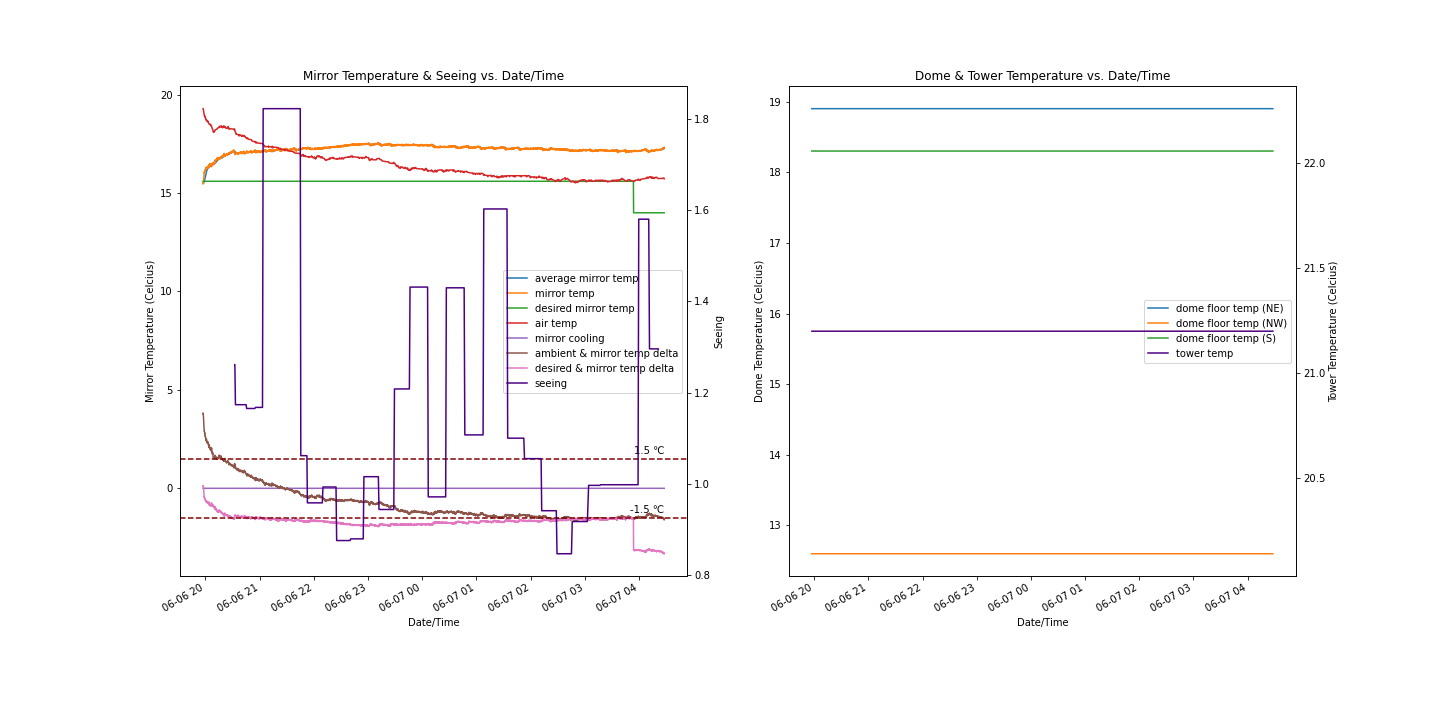 Mirror Temperature & Seeing vs. Date/Time
Mirror Temperature (Celcius)
20
15
10
5
0
1.8
1.6
1.4
1.2
1.0
0.8
Seeing
average mirror temp
mirror temp
desired mirror temp
air temp
mirror cooling
ambient & mirror temp delta
desired & mirror temp delta
seeing
1.5 °C
-1.5 °C
06-06 20
06-06 21
06-06 22
06-06 23
06-07 00
06-07 01
06-07 02
06-07 03
06-07 04
Date/Time
Dome & Tower Temperature vs. Date/Time
Dome Temperature (Celcius)
19
18
17
16
15
14
13
22.0
21.5
21.0
20.5
Tower Temperature (Celcius)
dome floor temp (NE)
dome floor temp (NW)
dome floor temp (S)
tower temp
06-06 20
06-06 21
06-06 22
06-06 23
06-07 00
06-07 01
06-07 02
06-07 03
06-07 04
Date/Time